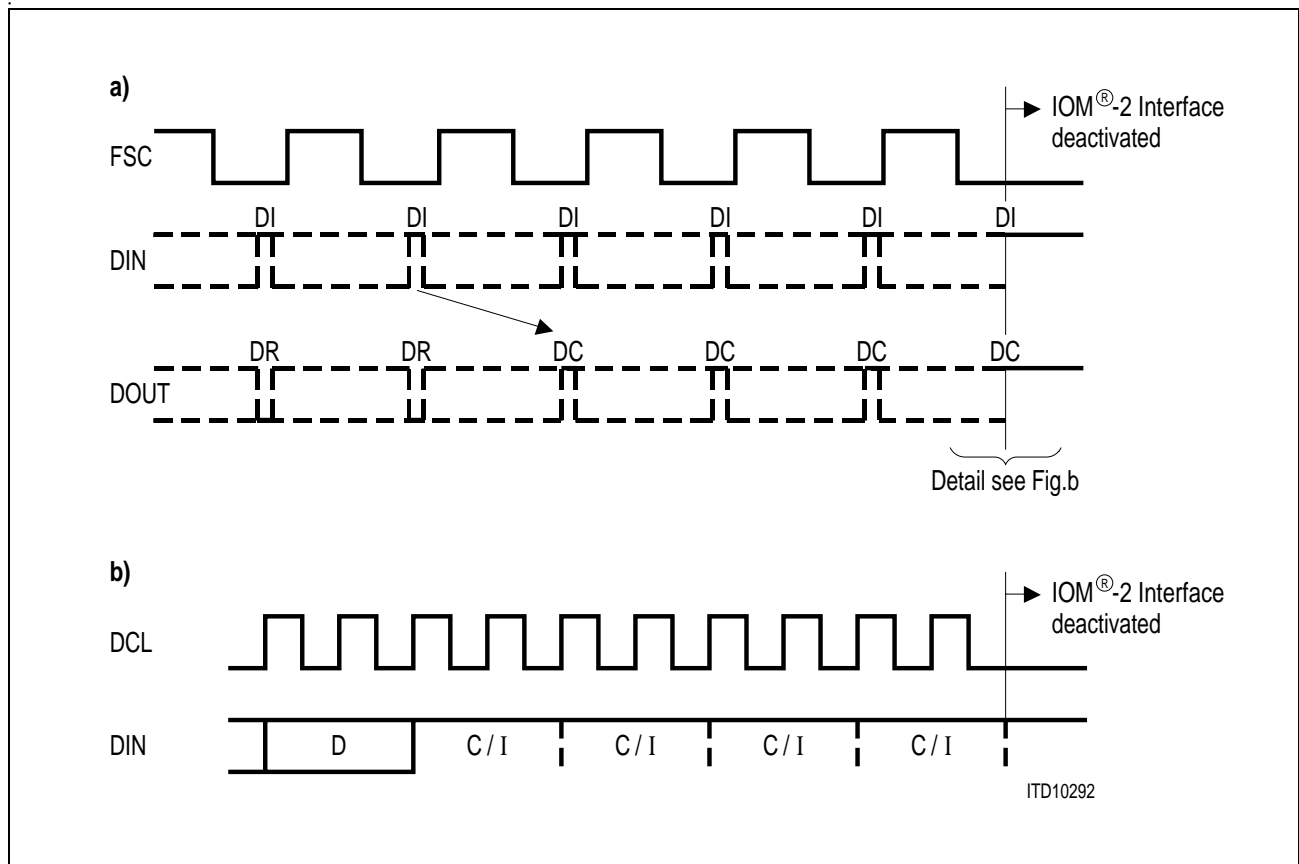 a)
IOM®-2 Interface
deactivated
FSC
DI DI DI DI DI DI
DIN
DR DR DC DC DC DC
DOUT
Detail see Fig.b
b)
IOM®-2 Interface
deactivated
DCL
DIN D C / I C / I C / I C / I
ITD10292